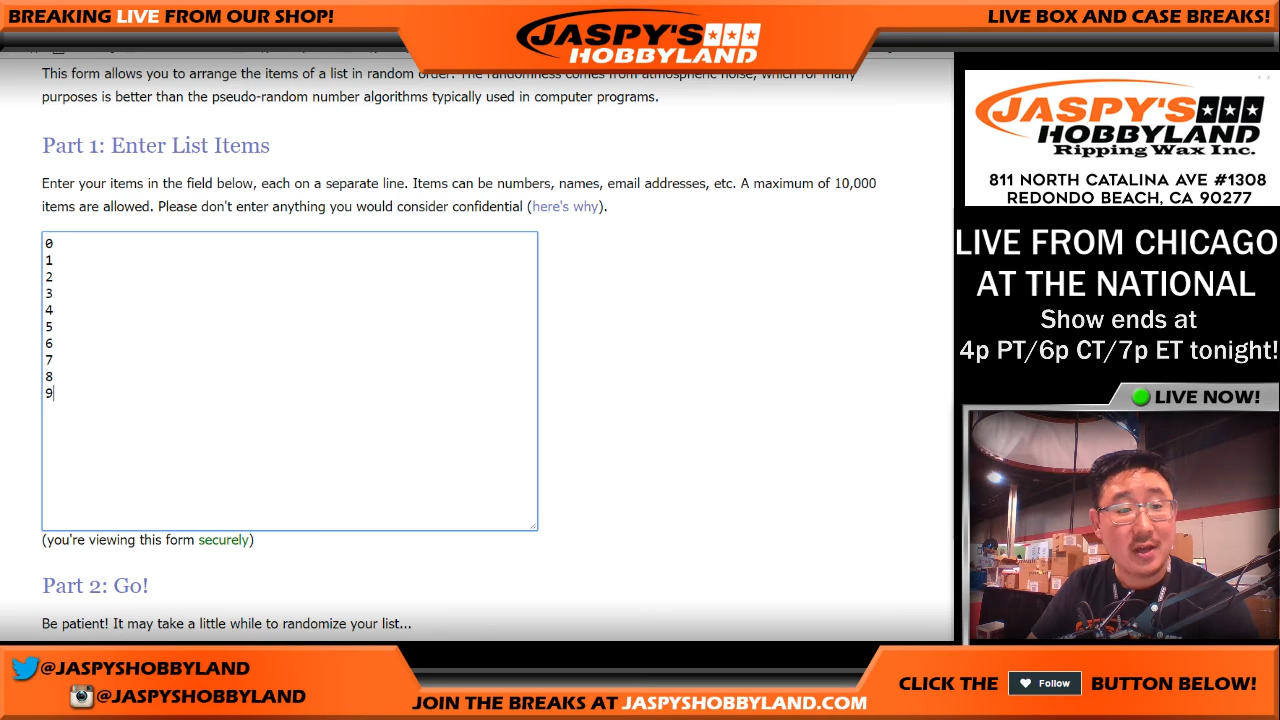 BREAKING LIVE FROM OUR SHOP!
JASPY'S
HOBBYLAND
LIVE BOX AND CASE BREAKS!
This form allows you to arrange the items of a list in random order. The randomness comes from atmospheric noise, which for many
purposes is better than the pseudo-random number algorithms typically used in computer programs.
Part 1: Enter List Items
Enter your items in the field below, each on a separate line. Items can be numbers, names, email addresses, etc. A maximum of 10,000
items are allowed. Please don't enter anything you would consider confidential (here's why).
0
1
2
3
4
5
6
7
8
9
(you're viewing this form securely)
Part 2: Go!
Be patient! It may take a little while to randomize your list...
JASPY'S
HOBBYLAND
Ripping Wax Inc.
811 NORTH CATALINA AVE #1308
REDONDO BEACH, CA 90277
LIVE FROM CHICAGO
AT THE NATIONAL
Show ends at
4p PT/6p CT/7p ET tonight!
LIVE NOW!
@JASPYSHOBBYLAND
@JASPYSHOBBYLAND
JOIN THE BREAKS AT JASPYSHOBBYLAND.COM
CLICK THE Follow BUTTON BELOW!